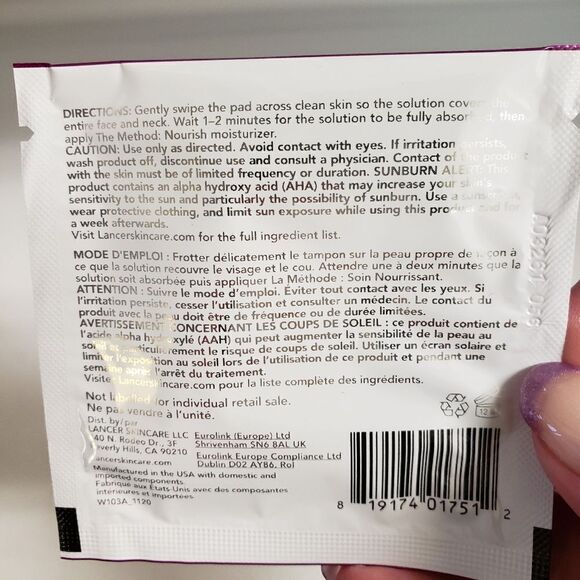 DIRECTIONS: Gently swipe the pad across clean skin so the solution covers the
entire face and neck. Wait 1–2 minutes for the solution to be fully absorbed, then
apply The Method: Nourish moisturizer.
CAUTION: Use only as directed. Avoid contact with eyes. If irritation persists,
wash product off, discontinue use and consult a physician. Contact of the product
with the skin must be of limited frequency or duration. SUNBURN ALERT: This
product contains an alpha hydroxy acid (AHA) that may increase your skin's
sensitivity to the sun and particularly the possibility of sunburn. Use a sunscreen,
wear protective clothing, and limit sun exposure while using this product and for
a week afterwards.
Visit Lancerskincare.com for the full ingredient list.
MODE D'EMPLOI : Frotter délicatement le tampon sur la peau propre de façon à
ce que la solution recouvre le visage et le cou. Attendre une à deux minutes que la
solution soit absorbée puis appliquer La Méthode : Soin Nourrissant.
ATTENTION : Suivre le mode d'emploi. Éviter tout contact avec les yeux. Si
l'irritation persiste, cesser l'utilisation et consulter un médecin. Le contact du
produit avec la peau doit être de fréquence ou de durée limitées.
AVERTISSEMENT CONCERNANT LES COUPS DE SOLEIL : ce produit contient de
l'acide alpha hydroxylé (AAH) qui peut augmenter la sensibilité de la peau au
soleil et particulièrement le risque de coups de soleil. Utiliser un écran solaire et
limiter l'exposition au soleil lors de l'utilisation de ce produit et pendant une
semaine après l'arrêt du traitement.
Visitez Lancerskincare.com pour la liste complète des ingrédients.
Not labelled for individual retail sale.
Ne pas vendre à l'unité.
Dist. by/par
LANCER SKINCARE LLC
440 N. Rodeo Dr., 3F
Beverly Hills, CA 90210
Lancerskincare.com
Eurolink (Europe) Ltd
Shrivenham SN6 8AL UK
Eurolink Europe Compliance Ltd
Dublin D02 AY86, RoI
Manufactured in the USA with domestic and
imported components.
Fabriqué aux États-Unis avec des composantes
intérieures et importées
W103A_1120
12
8 19174 01751 2